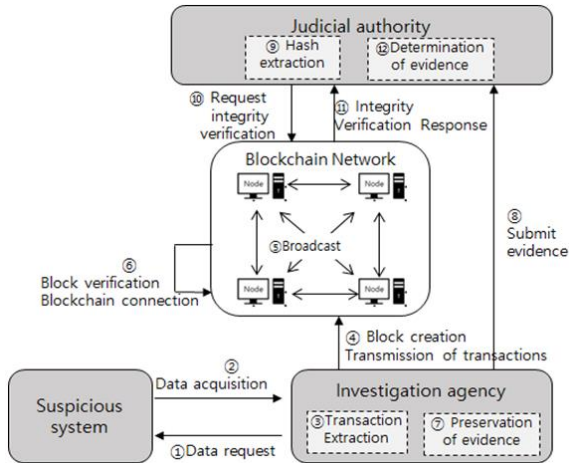 Judicial authority
⑨ Hash
extraction
⑫Determination
of evidence
⑩ Request
integrity
verification
⑪ Integrity
Verification Response
Blockchain Network
Node
Node
⑤Broadcast
⑧
Submit
evidence
⑥
Block verification
Blockchain connection
Node
Node
④ Block creation
Transmission of transactions
②
Data acquisition
Suspicious
system
①Data request
Investigation agency
③Transaction
Extraction
⑦ Preservation
of evidence